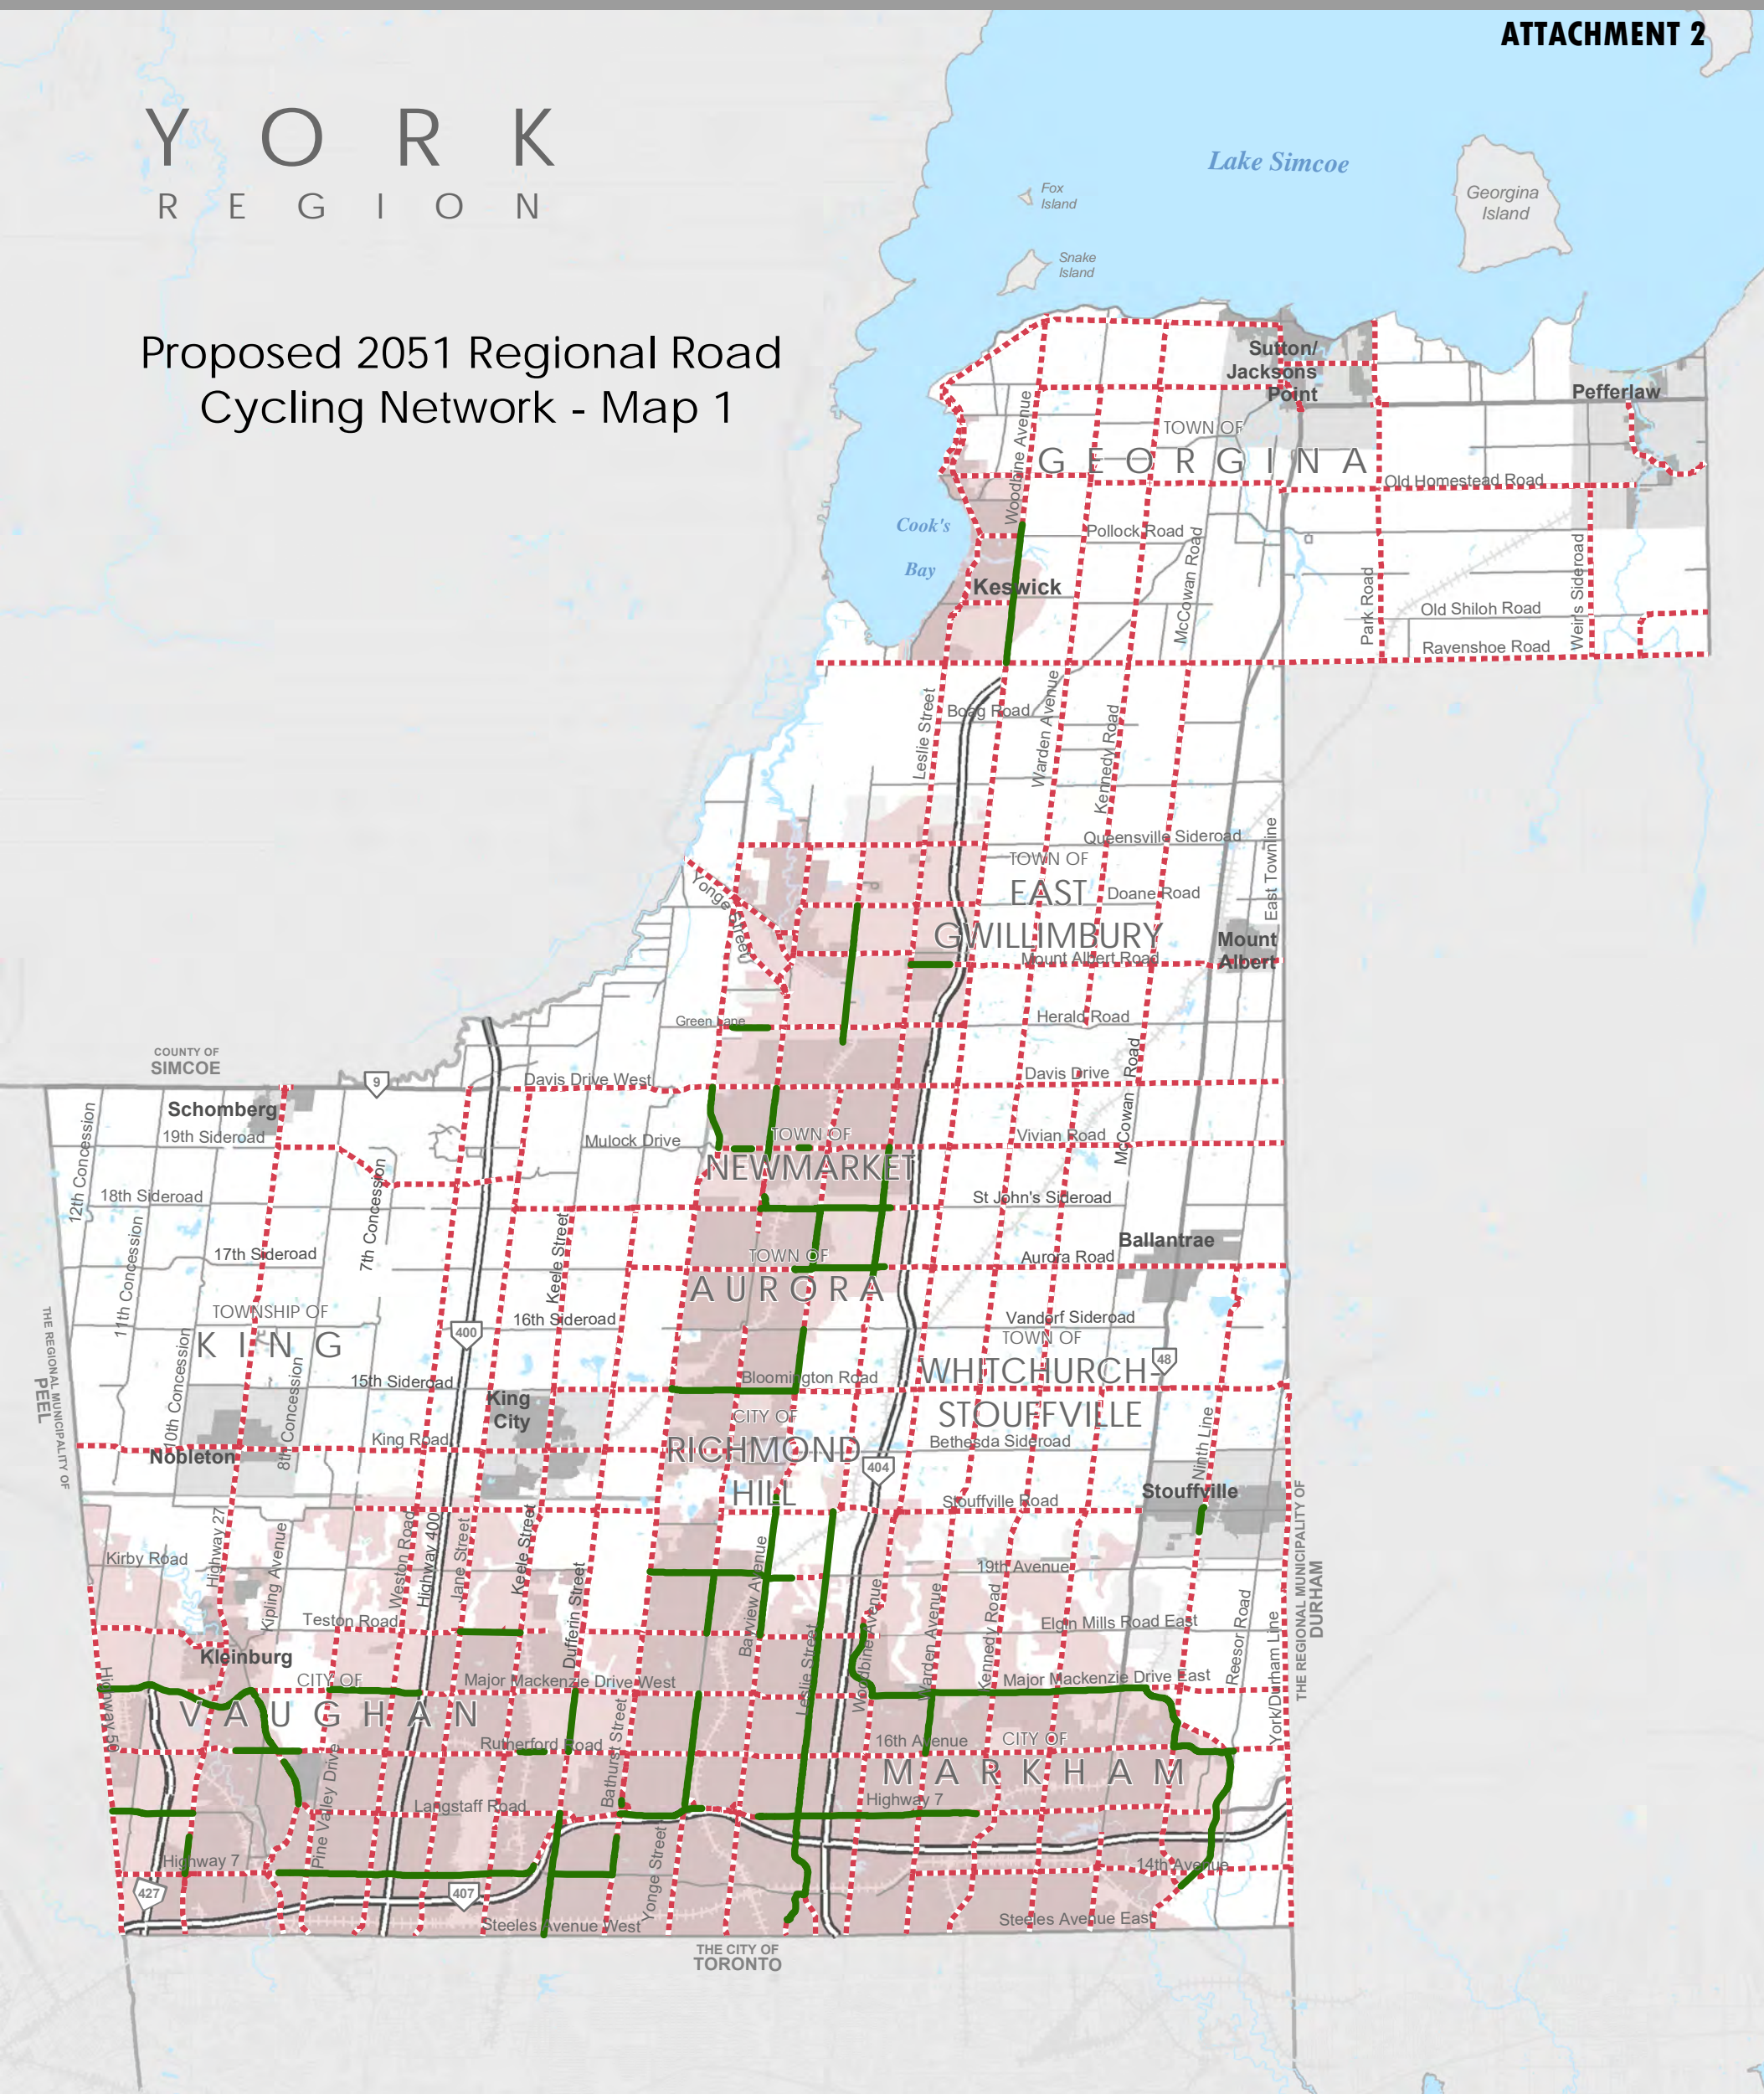 ATTACHMENT 2
YORK
REGION
Proposed 2051 Regional Road
Cycling Network - Map 1
Lake Simcoe
Fox
Island
Georgina
Island
Snake
Island
Sutton/
Jacksons
Point
Pefferlaw
TOWN OF
GEORGINA
Woodbine Avenue
Old Homestead Road
Cook's
Bay
Pollock Road
McCowan Road
Keswick
Park Road
Weir's Sideroad
Old Shiloh Road
Ravenshoe Road
Leslie Street
Boag Road
Warden Avenue
Kennedy Road
Queensville Sideroad
East Townline
TOWN OF
EAST
GWILLIMBURY
Doane Road
Yonge Street
Mount
Albert
Mount Albert Road
Green Lane
Herald Road
COUNTY OF
SIMCOE
9
Davis Drive West
Davis Drive
McCowan Road
Schomberg
19th Sideroad
12th Concession
Mulock Drive
TOWN OF
NEWMARKET
Vivian Road
7th Concession
18th Sideroad
St John's Sideroad
11th Concession
17th Sideroad
Keele Street
TOWN OF
AURORA
Aurora Road
Ballantrae
TOWNSHIP OF
KING
400
16th Sideroad
Vandorf Sideroad
TOWN OF
WHITCHURCH-
STOUFFVILLE
48
THE REGIONAL MUNICIPALITY OF
PEEL
10th Concession
8th Concession
15th Sideroad
King
City
Bloomington Road
CITY OF
RICHMOND
HILL
King Road
Nobleton
Bethesda Sideroad
404
Ninth Line
Stouffville
Stouffville Road
Highway 27
Kirby Road
Kipling Avenue
Weston Road
Highway 400
Jane Street
Keele Street
Dufferin Street
Bayview Avenue
19th Avenue
THE REGIONAL MUNICIPALITY OF
DURHAM
Teston Road
Kleinburg
Leslie Street
Woodbine Avenue
Warden Avenue
Kennedy Road
Elgin Mills Road East
Reesor Road
York/Durham Line
Highway 50
CITY OF
VAUGHAN
Major Mackenzie Drive West
Major Mackenzie Drive East
Rutherford Road
Bathurst Street
16th Avenue
CITY OF
MARKHAM
Pine Valley Drive
Langstaff Road
Highway 7
Highway 7
Yonge Street
14th Avenue
427
407
Steeles Avenue West
Steeles Avenue East
THE CITY OF
TORONTO